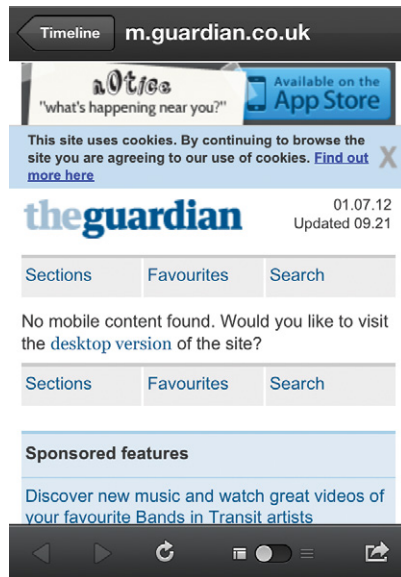 Timeline
m.guardian.co.uk
n0tice
"what's happening near you?"
Available on the
App Store
This site uses cookies. By continuing to browse the
site you are agreeing to our use of cookies. Find out
more here
X
theguardian
01.07.12
Updated 09.21
Sections Favourites Search
No mobile content found. Would you like to visit
the desktop version of the site?
Sections Favourites Search
Sponsored features
Discover new music and watch great videos of
your favourite Bands in Transit artists